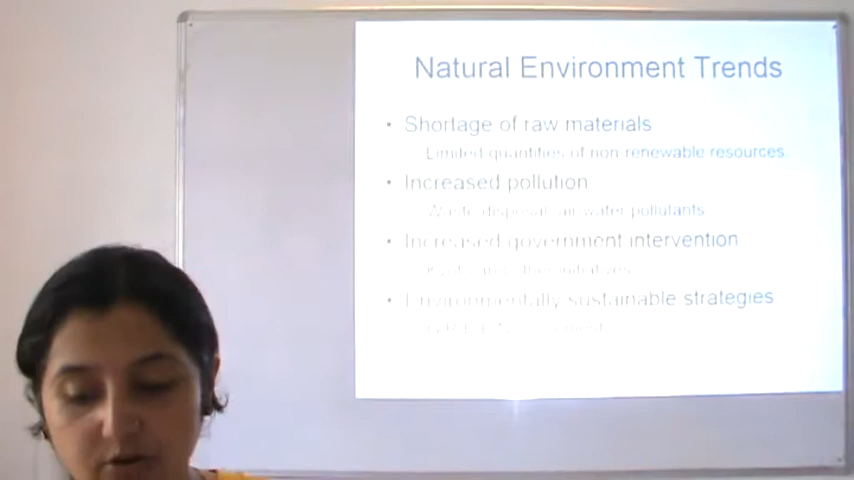 Natural Environment Trends
• Shortage of raw materials
Limited quantities of non-renewable resources.
• Increased pollution
Waste disposal, air water pollutants
• Increased government intervention
initiatives
• Environmentally sustainable strategies